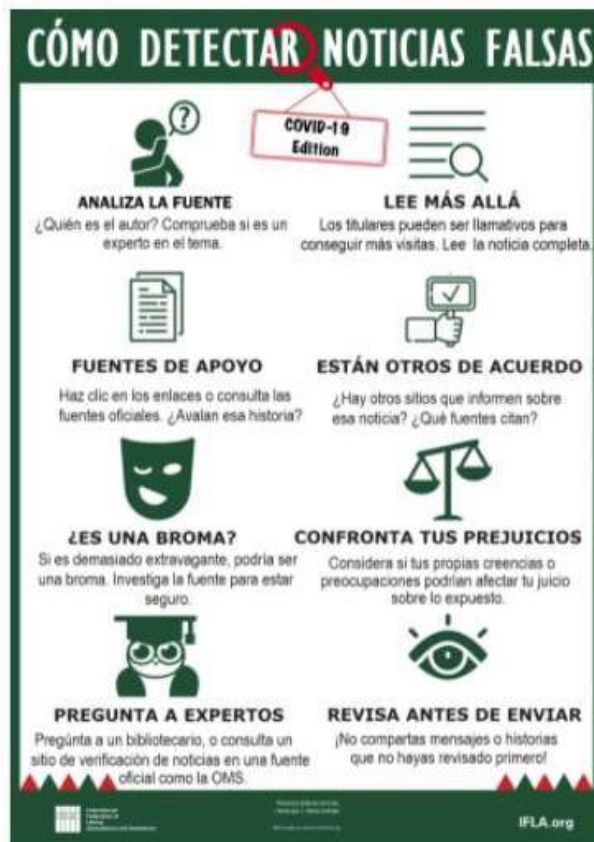 CÓMO DETECTAR NOTICIAS FALSAS
COVID-19
Edition
ANALIZA LA FUENTE
¿Quién es el autor? Comprueba si es un
experto en el tema.
LEE MÁS ALLÁ
Los titulares pueden ser llamativos para
conseguir más visitas. Lee la noticia completa.
FUENTES DE APOYO
Haz clic en los enlaces o consulta las
fuentes oficiales. ¿Avalan esa historia?
ESTÁN OTROS DE ACUERDO
¿Hay otros sitios que informen sobre
esa noticia? ¿Qué fuentes citan?
¿ES UNA BROMA?
Si es demasiado extravagante, podría ser
una broma. Investiga la fuente para estar
seguro.
CONFRONTA TUS PREJUICIOS
Considera si tus propias creencias o
preocupaciones podrían afectar tu juicio
sobre lo expuesto.
PREGUNTA A EXPERTOS
Pregúnta a un bibliotecario, o consulta un
sitio de verificación de noticias en una fuente
oficial como la OMS.
REVISA ANTES DE ENVIAR
¡No compartas mensajes o historias
que no hayas revisado primero!
International
Federation of
Library
Associations and Institutions
IFLA.org